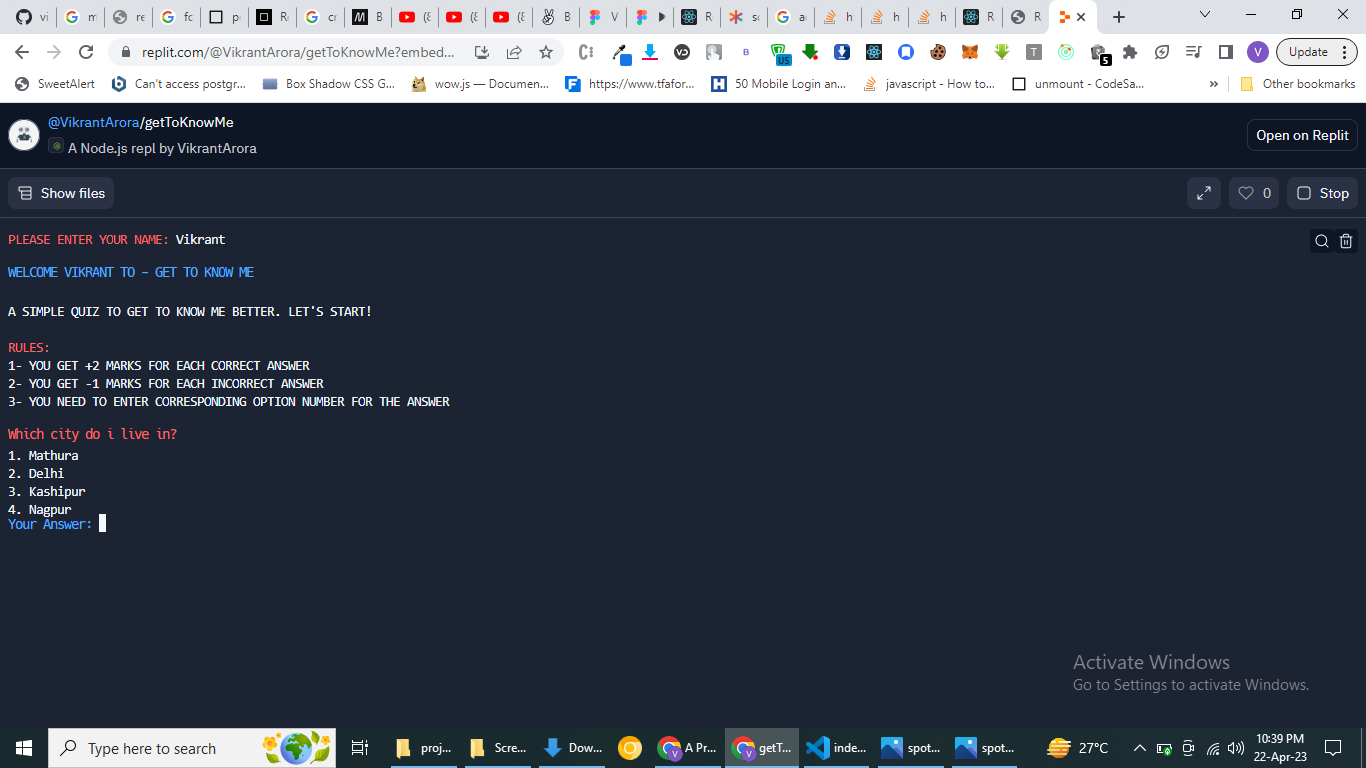 vi
m
re
fc
p
R
cr
B
(8
(8
(8
B
V
R
sc
ac
h
h
h
R
R
replit.com/@VikrantArora/getToKnowMe?embed...
US
B
T
5
V
Update
SweetAlert
Can't access postgr...
Box Shadow CSS G...
wow.js — Documen...
https://www.tfafor...
50 Mobile Login an...
javascript - How to...
unmount - CodeSa...
»
Other bookmarks
@VikrantArora/getToKnowMe
A Node.js repl by VikrantArora
Open on Replit
Show files
0
Stop
PLEASE ENTER YOUR NAME: Vikrant
WELCOME VIKRANT TO - GET TO KNOW ME
A SIMPLE QUIZ TO GET TO KNOW ME BETTER. LET'S START!
RULES:
1- YOU GET +2 MARKS FOR EACH CORRECT ANSWER
2- YOU GET -1 MARKS FOR EACH INCORRECT ANSWER
3- YOU NEED TO ENTER CORRESPONDING OPTION NUMBER FOR THE ANSWER
Which city do i live in?
1. Mathura
2. Delhi
3. Kashipur
4. Nagpur
Your Answer:
Activate Windows
Go to Settings to activate Windows.
Type here to search
proj...
Scre...
Dow...
A Pr...
getT...
inde...
spot...
spot...
27°C
10:39 PM
22-Apr-23